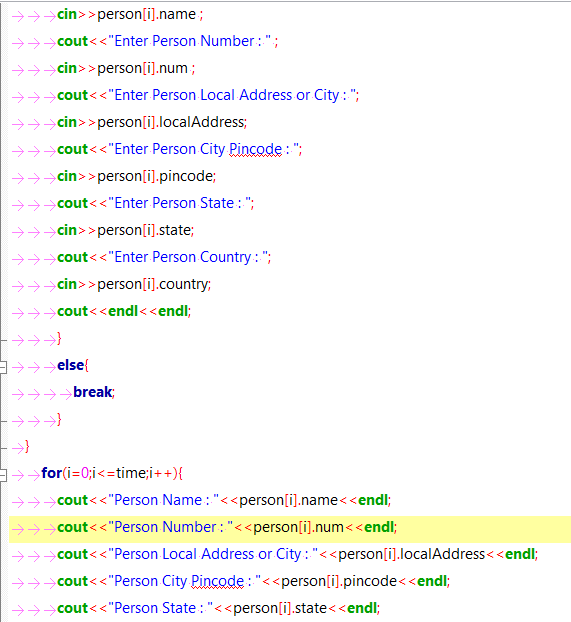 cin>>person[i].name ;
cout<<"Enter Person Number : " ;
cin>>person[i].num ;
cout<<"Enter Person Local Address or City : ";
cin>>person[i].localAddress;
cout<<"Enter Person City Pincode : ";
cin>>person[i].pincode;
cout<<"Enter Person State : ";
cin>>person[i].state;
cout<<"Enter Person Country : ";
cin>>person[i].country;
cout<<endl<<endl;
}
else{
break;
}
}
for(i=0;i<=time;i++){
cout<<"Person Name : "<<person[i].name<<endl;
cout<<"Person Number : "<<person[i].num<<endl;
cout<<"Person Local Address or City : "<<person[i].localAddress<<endl;
cout<<"Person City Pincode : "<<person[i].pincode<<endl;
cout<<"Person State : "<<person[i].state<<endl;